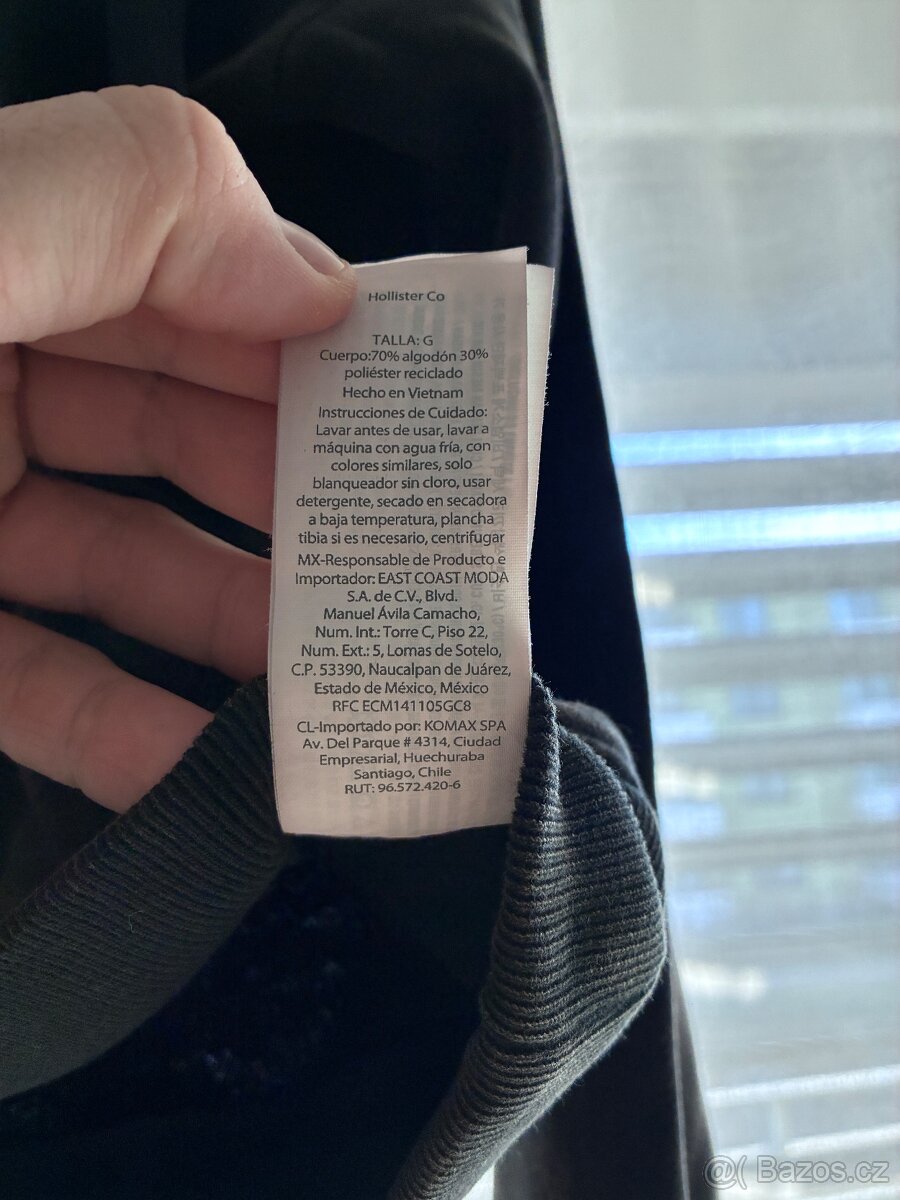 Hollister Co
TALLA: G
Cuerpo:70% algodón 30%
poliéster reciclado
Hecho en Vietnam
Instrucciones de Cuidado:
Lavar antes de usar, lavar a
máquina con agua fría, con
colores similares, solo
blanqueador sin cloro, usar
detergente, secado en secadora
a baja temperatura, plancha
tibia si es necesario, centrifugar
MX-Responsable de Producto e
Importador: EAST COAST MODA
S.A. de C.V., Blvd.
Manuel Ávila Camacho,
Num. Int.: Torre C, Piso 22,
Num. Ext.: 5, Lomas de Sotelo,
C.P. 53390, Naucalpan de Juárez,
Estado de México, México
RFC ECM141105GC8
CL-Importado por: KOMAX SPA
Av. Del Parque # 4314, Ciudad
Empresarial, Huechuraba
Santiago, Chile
RUT: 96.572.420-6
@( Bazos.cz